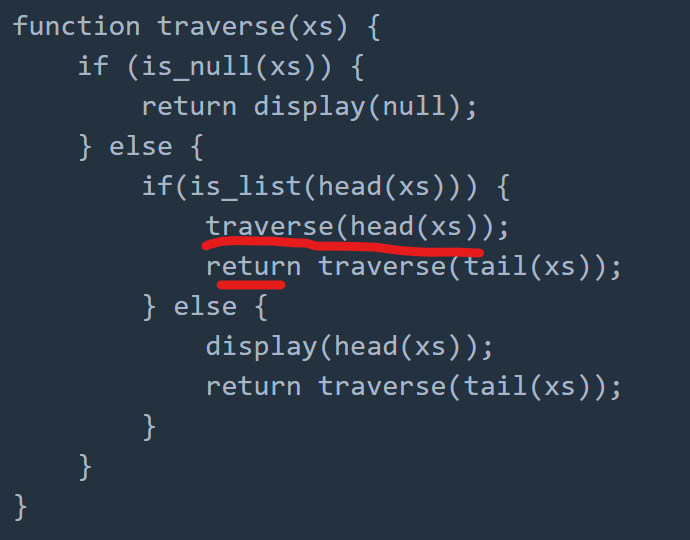 function traverse(xs) {
    if (is_null(xs)) {
        return display(null);
    } else {
        if(is_list(head(xs))) {
            traverse(head(xs));
            return traverse(tail(xs));
        } else {
            display(head(xs));
            return traverse(tail(xs));
        }
    }
}